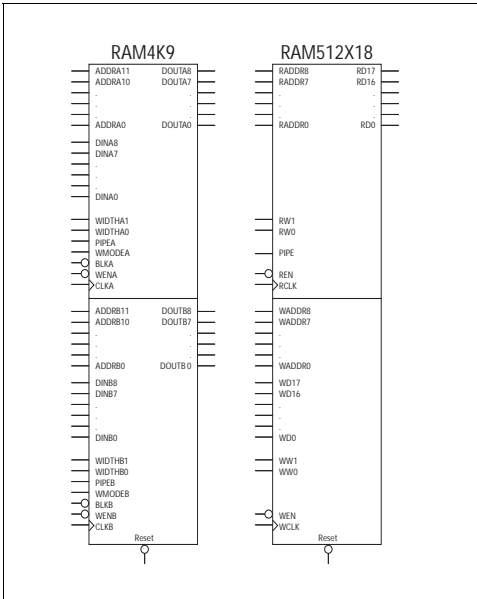 RAM4K9
ADDRA11 DOUTA8
ADDRA10 DOUTA7
. .
. .
. .
ADDRA0 DOUTA0
DINA8
DINA7
.
.
.
DINA0
WIDTHA1
WIDTHA0
PIPEA
WMODEA
BLKA
WENA
CLKA
ADDRB11 DOUTB8
ADDRB10 DOUTB7
. .
. .
. .
ADDRB0 DOUTB0
DINB8
DINB7
.
.
.
DINB0
WIDTHB1
WIDTHB0
PIPEB
WMODEB
BLKB
WENB
CLKB
Reset
RAM512X18
RADDR8 RD17
RADDR7 RD16
. .
. .
. .
RADDR0 RD0
RW1
RW0
PIPE
REN
RCLK
WADDR8
WADDR7
.
.
.
WADDR0
WD17
WD16
.
.
.
WD0
WW1
WW0
WEN
WCLK
Reset